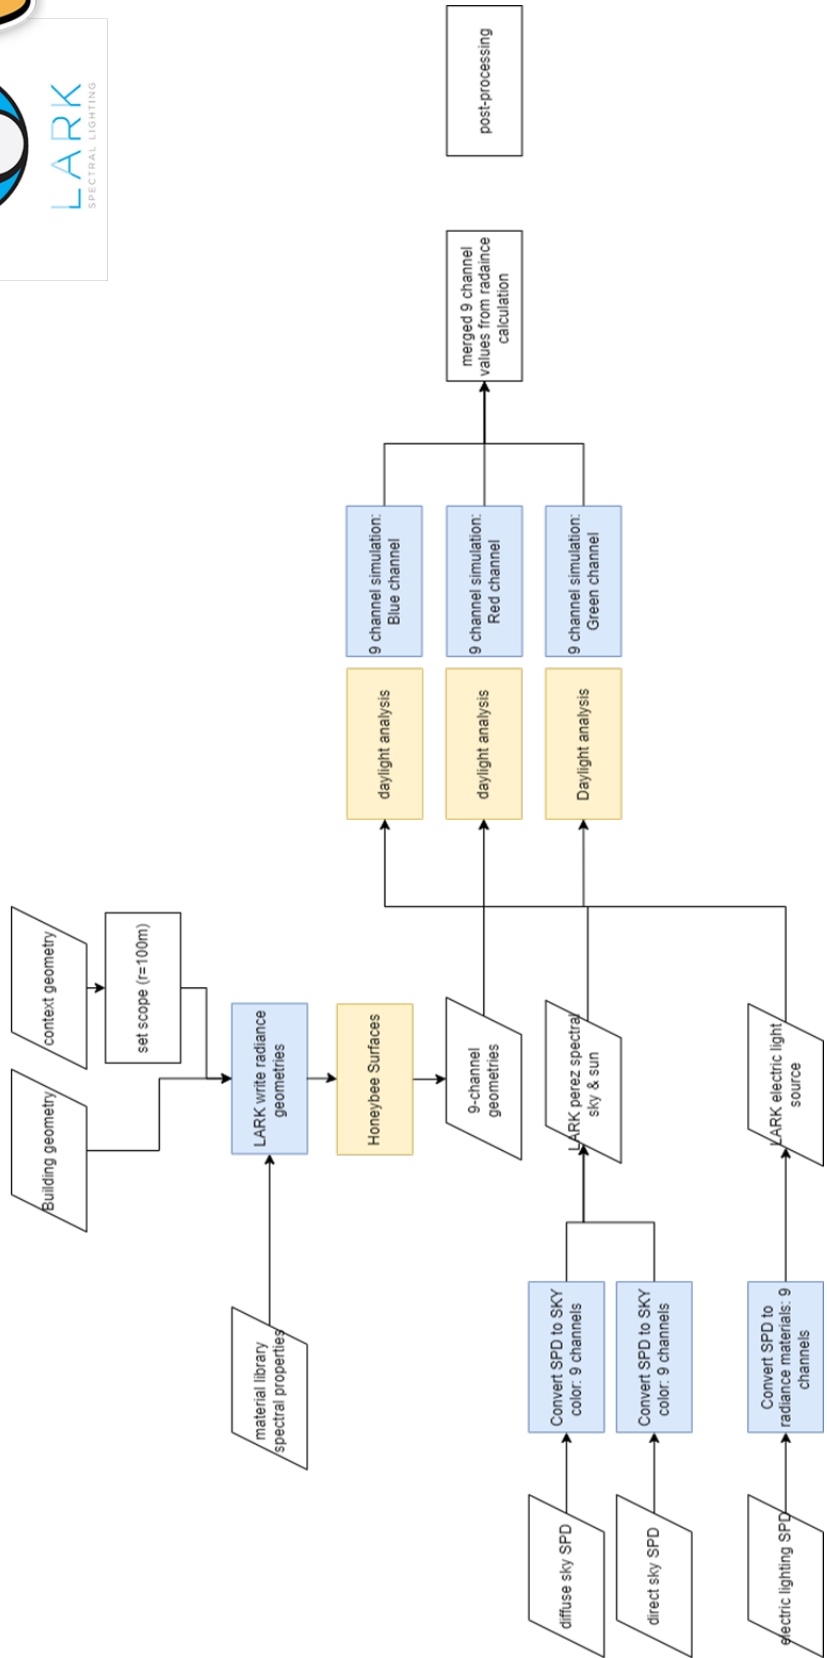 LARK
SPECTRAL LIGHTING
Building geometry
context geometry
set scope (r=100m)
material library
spectral properties
LARK write radiance
geometries
Honeybee Surfaces
9-channel
geometries
diffuse sky SPD
Convert SPD to SKY
color: 9 channels
direct sky SPD
Convert SPD to SKY
color: 9 channels
LARK perez spectral
sky & sun
electric lighting SPD
Convert SPD to
radiance materials: 9
channels
LARK electric light
source
daylight analysis
9 channel simulation:
Blue channel
daylight analysis
9 channel simulation:
Red channel
Daylight analysis
9 channel simulation:
Green channel
merged 9 channel
values from radaince
calculation
post-processing